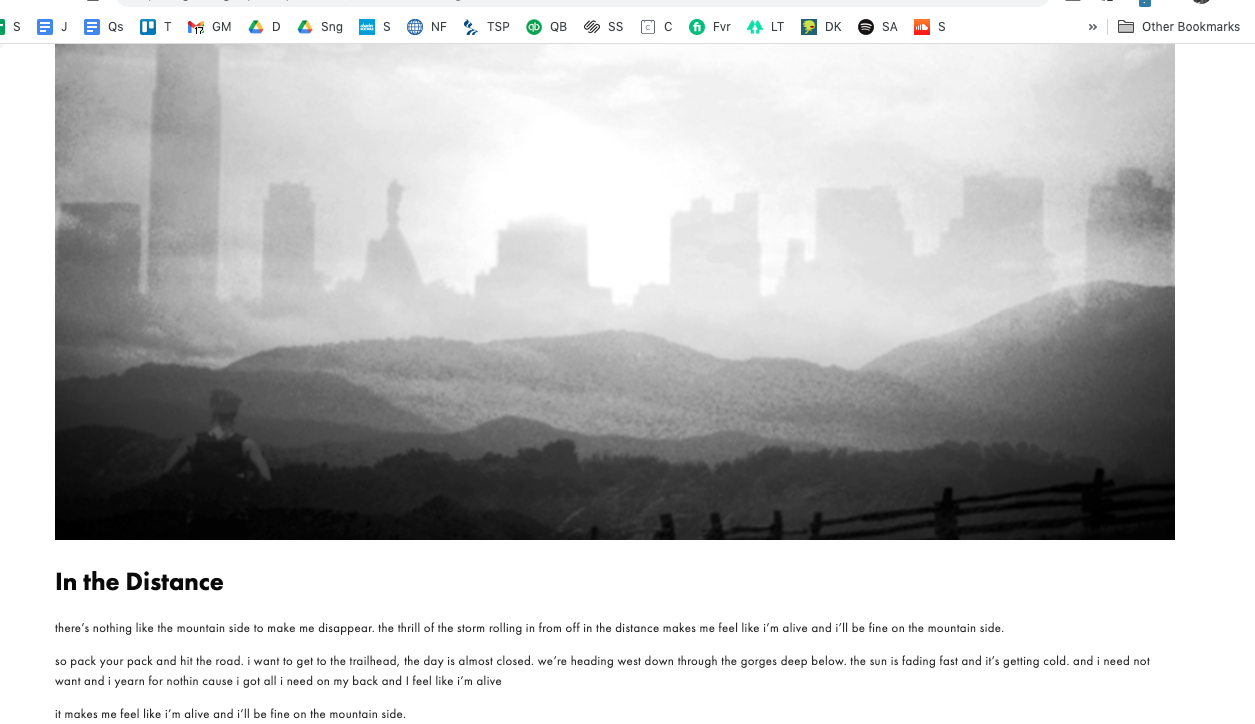 S J Qs T GM D Sng S NF TSP QB SS C Fvr LT DK SA S » Other Bookmarks
In the Distance
there's nothing like the mountain side to make me disappear. the thrill of the storm rolling in from off in the distance makes me feel like i'm alive and i'll be fine on the mountain side.
so pack your pack and hit the road. i want to get to the trailhead, the day is almost closed. we're heading west down through the gorges deep below. the sun is fading fast and it's getting cold. and i need not
want and i yearn for nothin cause i got all i need on my back and I feel like i'm alive
it makes me feel like i'm alive and i'll be fine on the mountain side.